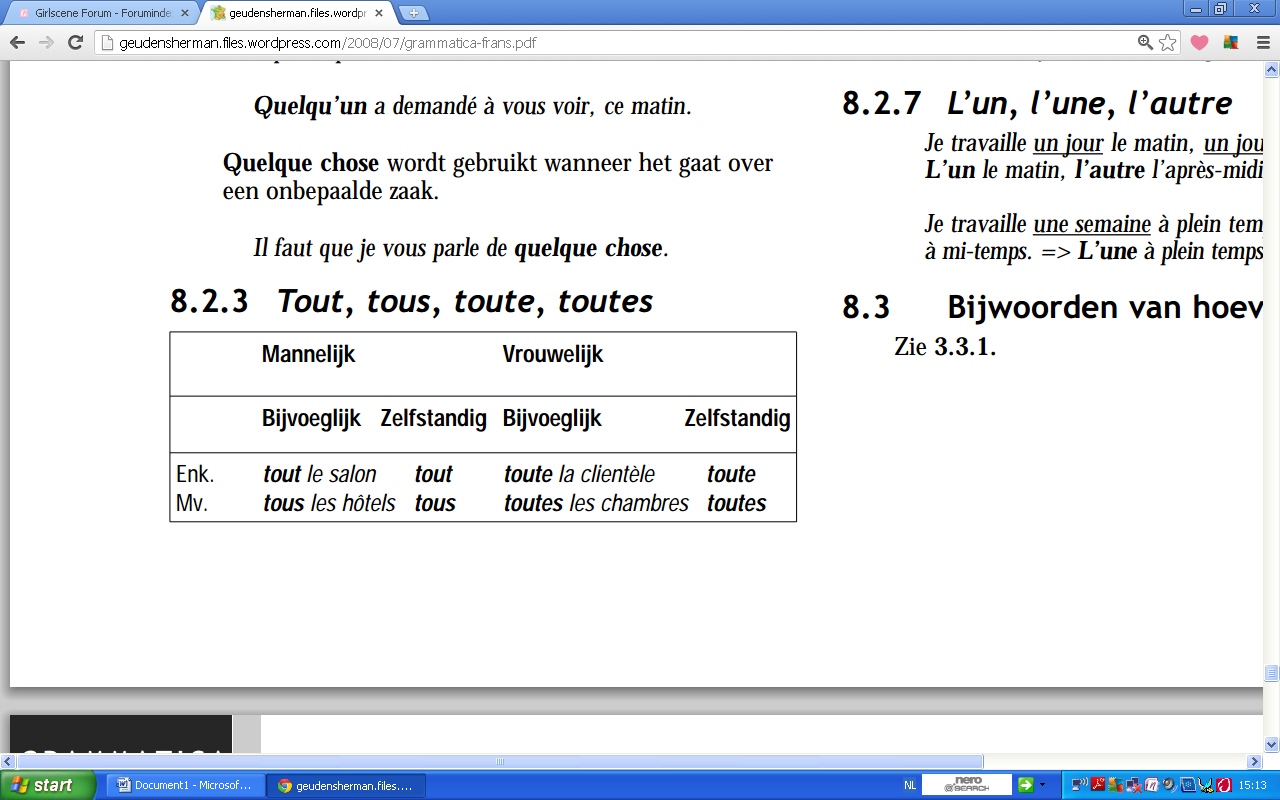 Girlscene Forum - Foruminde
geudensherman.files.wordpr
geudensherman.files.wordpress.com/2008/07/grammatica-frans.pdf
Quelqu'un a demandé à vous voir, ce matin.
Quelque chose wordt gebruikt wanneer het gaat over
een onbepaalde zaak.
Il faut que je vous parle de quelque chose.
8.2.3 Tout, tous, toute, toutes
Mannelijk Vrouwelijk
Bijvoeglijk Zelfstandig Bijvoeglijk Zelfstandig
Enk. tout le salon tout toute la clientèle toute
Mv. tous les hôtels tous toutes les chambres toutes
8.2.7 L'un, l'une, l'autre
Je travaille un jour le matin, un jou
L'un le matin, l'autre l'après-midi
Je travaille une semaine à plein tem
à mi-temps. => L'une à plein temps
8.3 Bijwoorden van hoev
Zie 3.3.1.
start
Document1 - Microsof...
geudensherman.files....
NL
nero
SEARCH
15:13